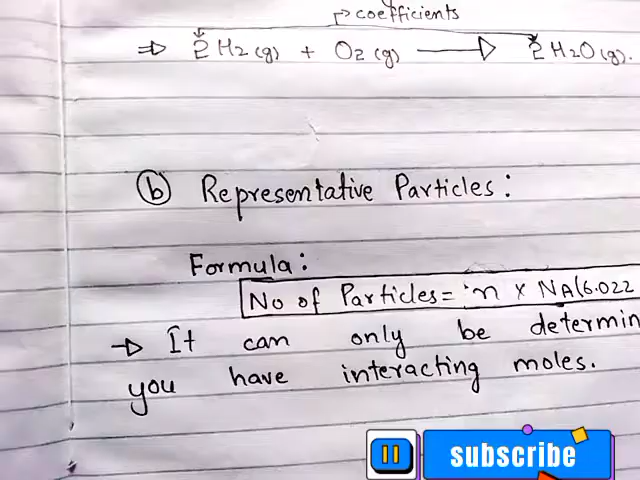 coefficients
⇒ 2H2(g) + O2(g) → 2H2O(g).
(b) Representative Particles:
Formula:
No of Particles = n × NA(6.022
→ It can only be determin
you have interacting moles.
subscribe